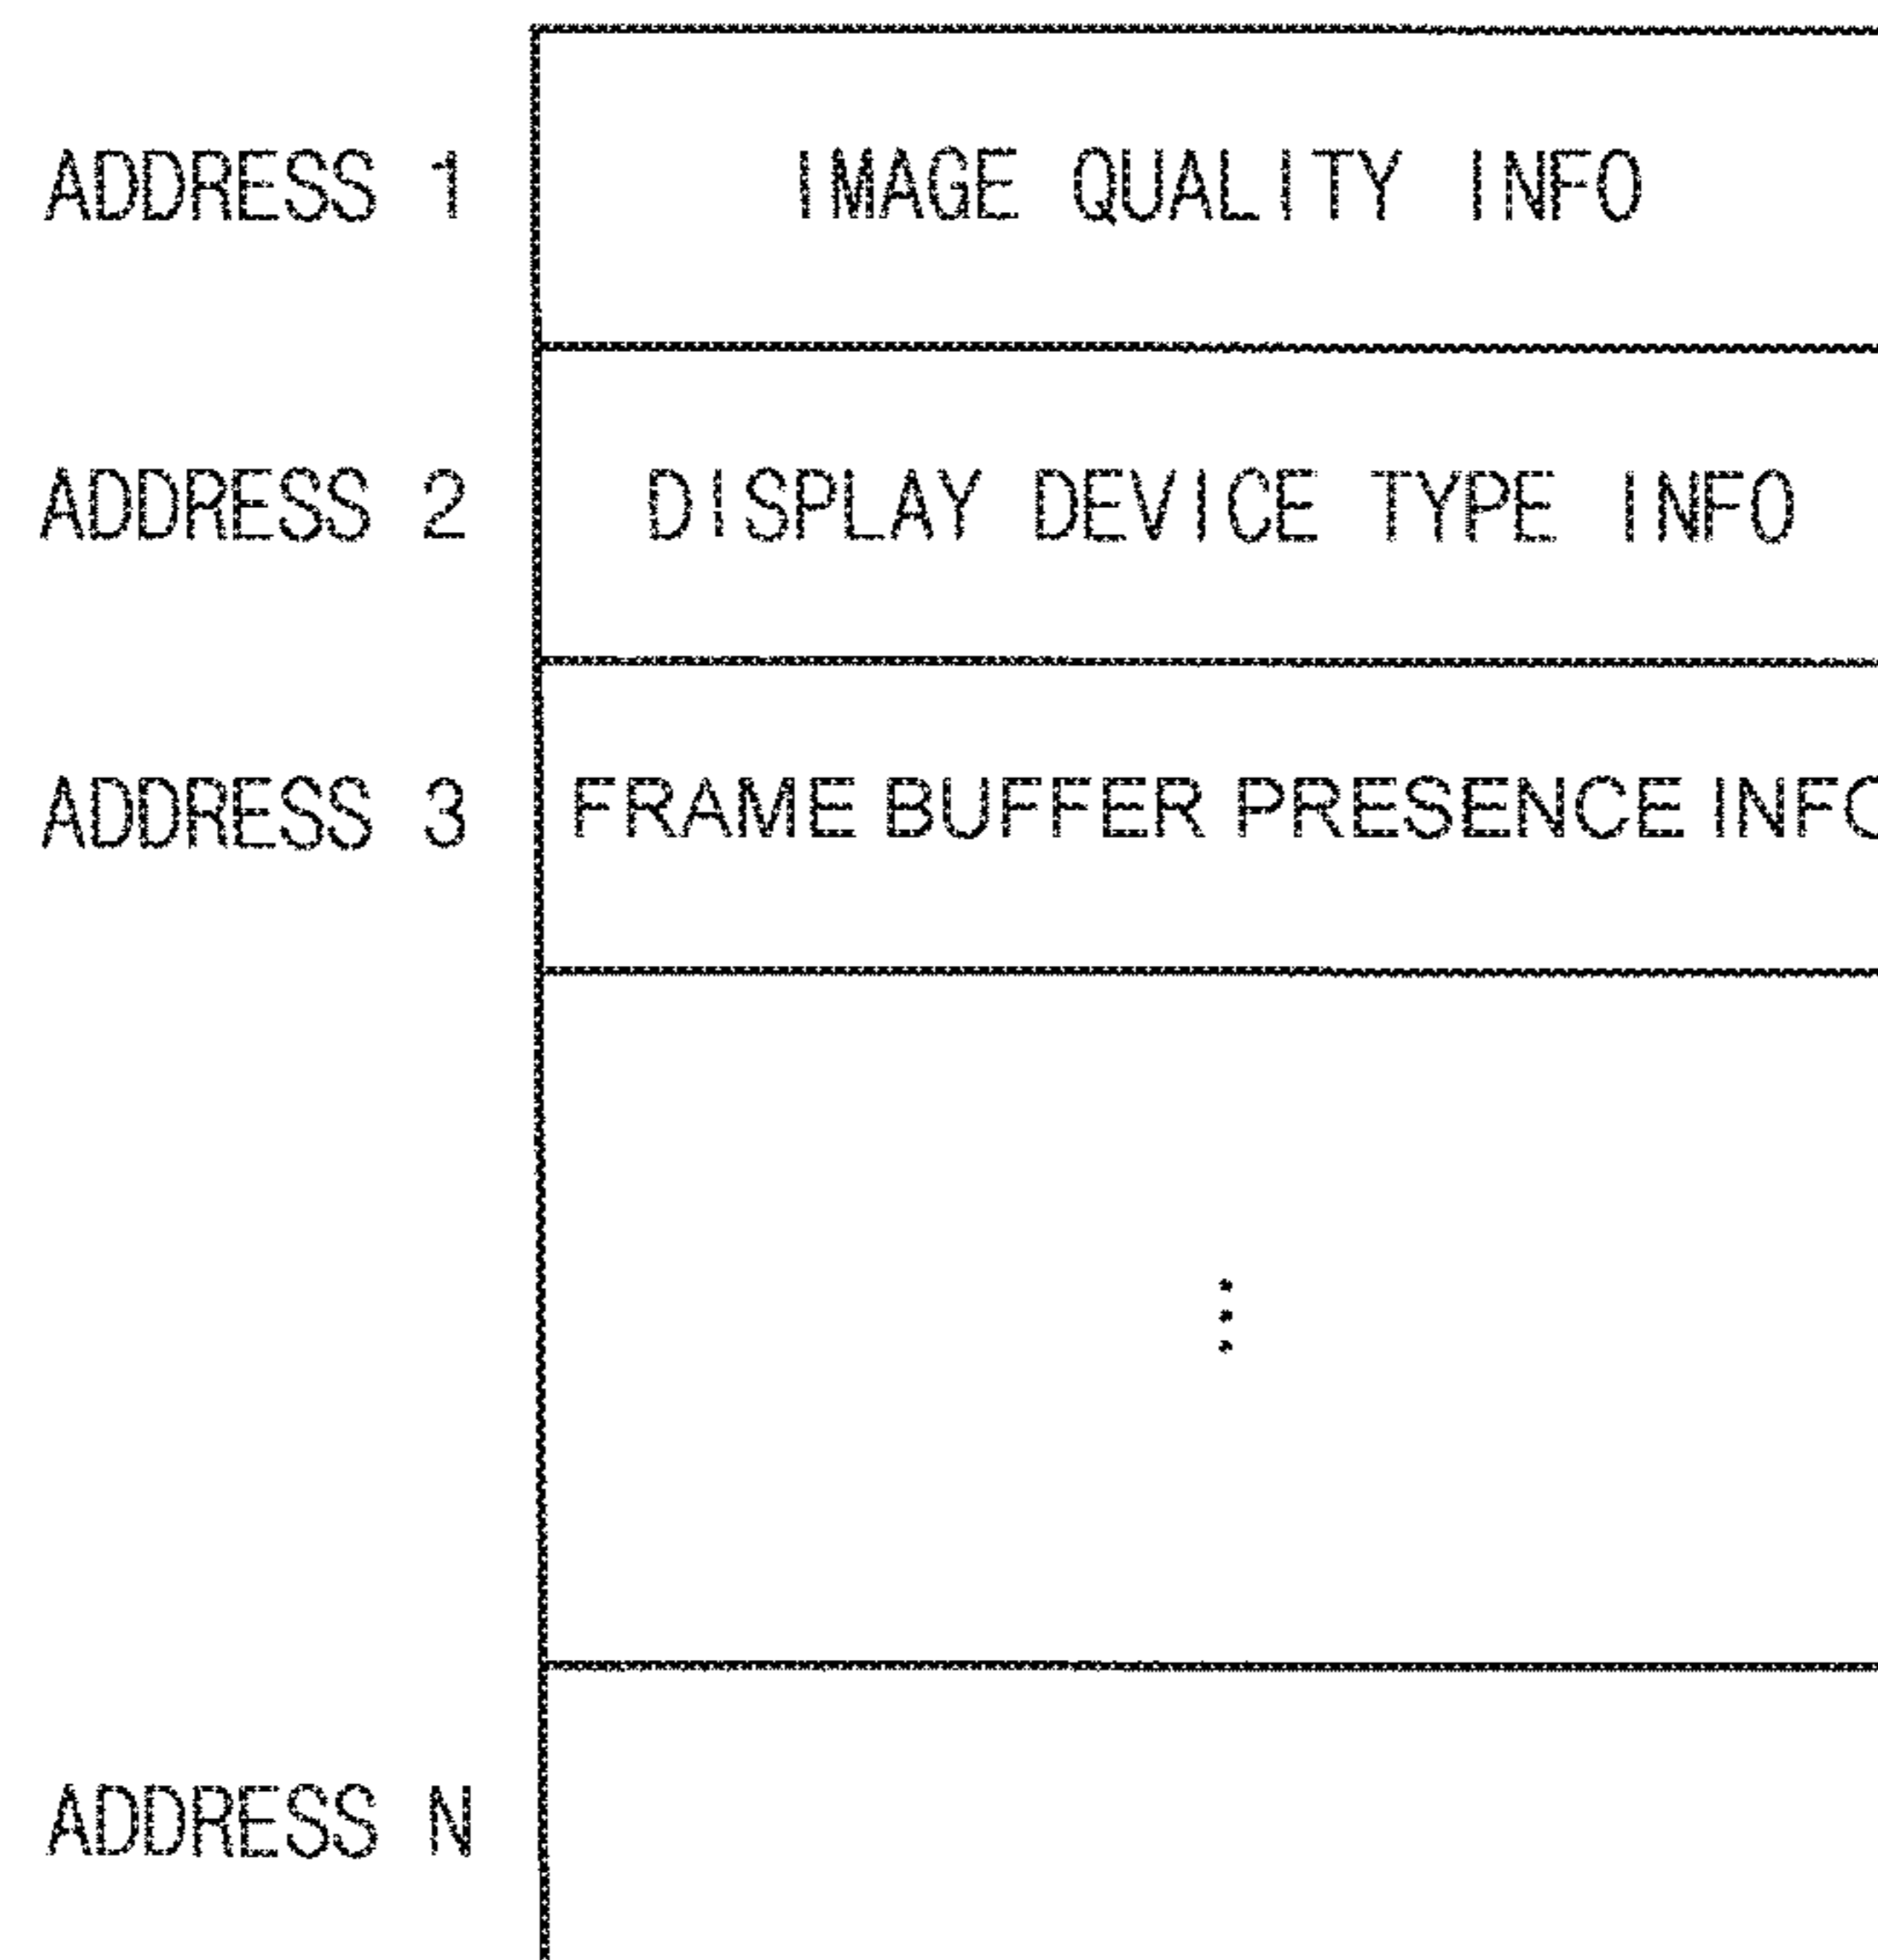 ADDRESS 1 IMAGE QUALITY INFO
ADDRESS 2 DISPLAY DEVICE TYPE INFO
ADDRESS 3 FRAME BUFFER PRESENCE INFO
ADDRESS N